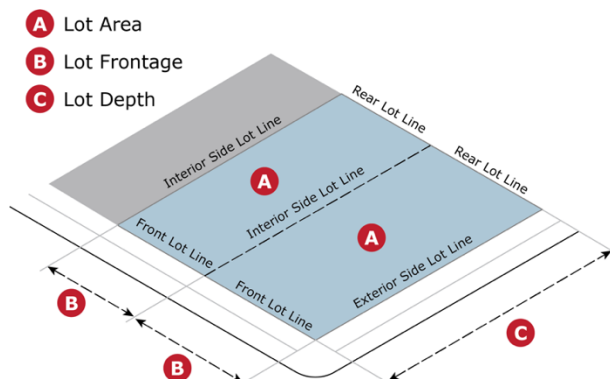 A Lot Area
B Lot Frontage
C Lot Depth
Rear Lot Line
Interior Side Lot Line
A
Interior Side Lot Line
Rear Lot Line
Front Lot Line
A
Exterior Side Lot Line
Front Lot Line
B
B
C